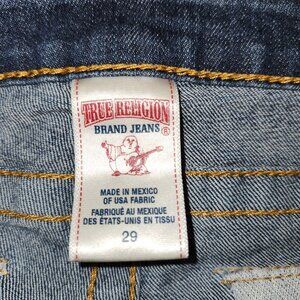 TRUE RELIGION
BRAND JEANS ®
MADE IN MEXICO
OF USA FABRIC
FABRIQUÉ AU MEXIQUE
DES ÉTATS-UNIS EN TISSU
29